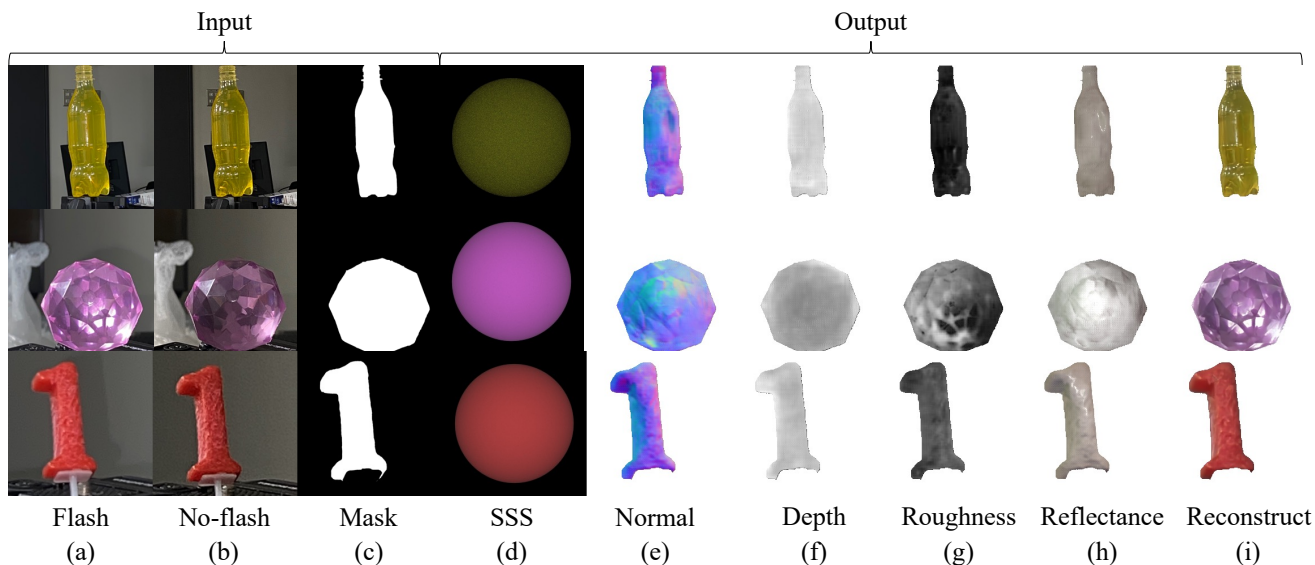 Input
Output
Flash
No-flash
Mask
SSS
Normal
Depth
Roughness
Reflectance
Reconstruct
(a)
(b)
(c)
(d)
(e)
(f)
(g)
(h)
(i)